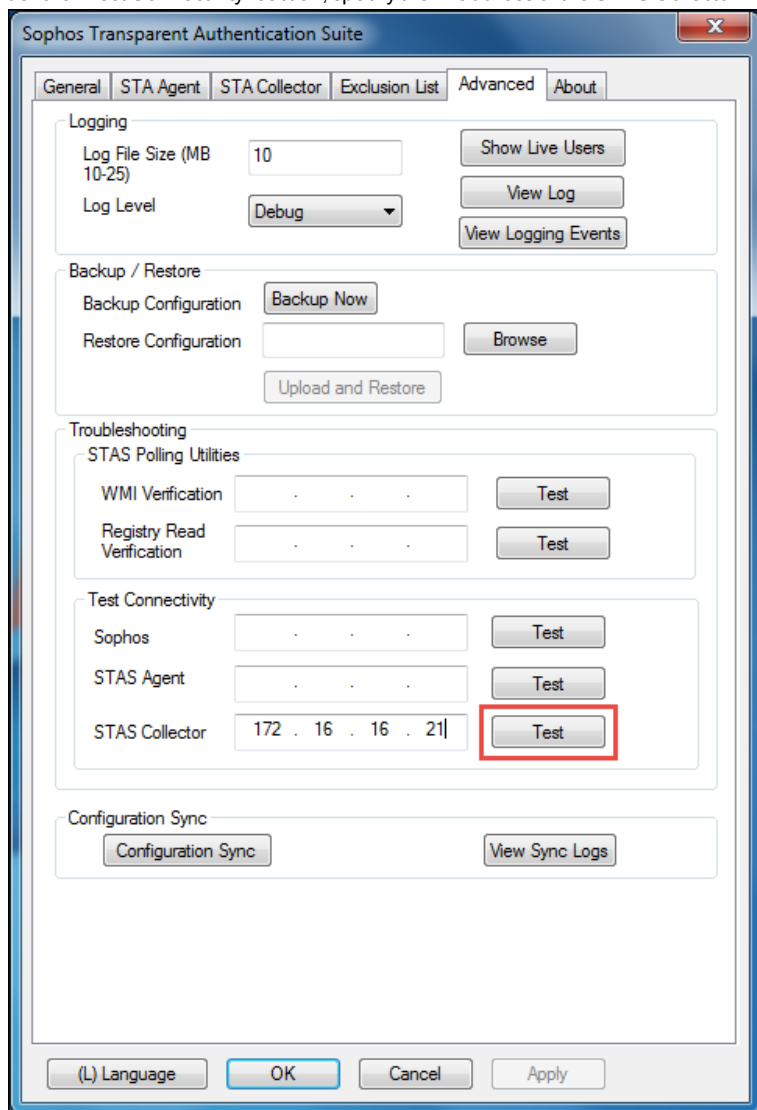 Sophos Transparent Authentication Suite
x
General STA Agent STA Collector Exclusion List Advanced About
Logging
Log File Size (MB
10-25)
10
Show Live Users
View Log
Log Level
Debug
View Logging Events
Backup / Restore
Backup Configuration
Backup Now
Restore Configuration
Browse
Upload and Restore
Troubleshooting
STAS Polling Utilities
WMI Verification
. . .
Test
Registry Read
Verification
. . .
Test
Test Connectivity
Sophos
. . .
Test
STAS Agent
. . .
Test
STAS Collector
172 . 16 . 16 . 21
Test
Configuration Sync
Configuration Sync
View Sync Logs
(L) Language
OK
Cancel
Apply